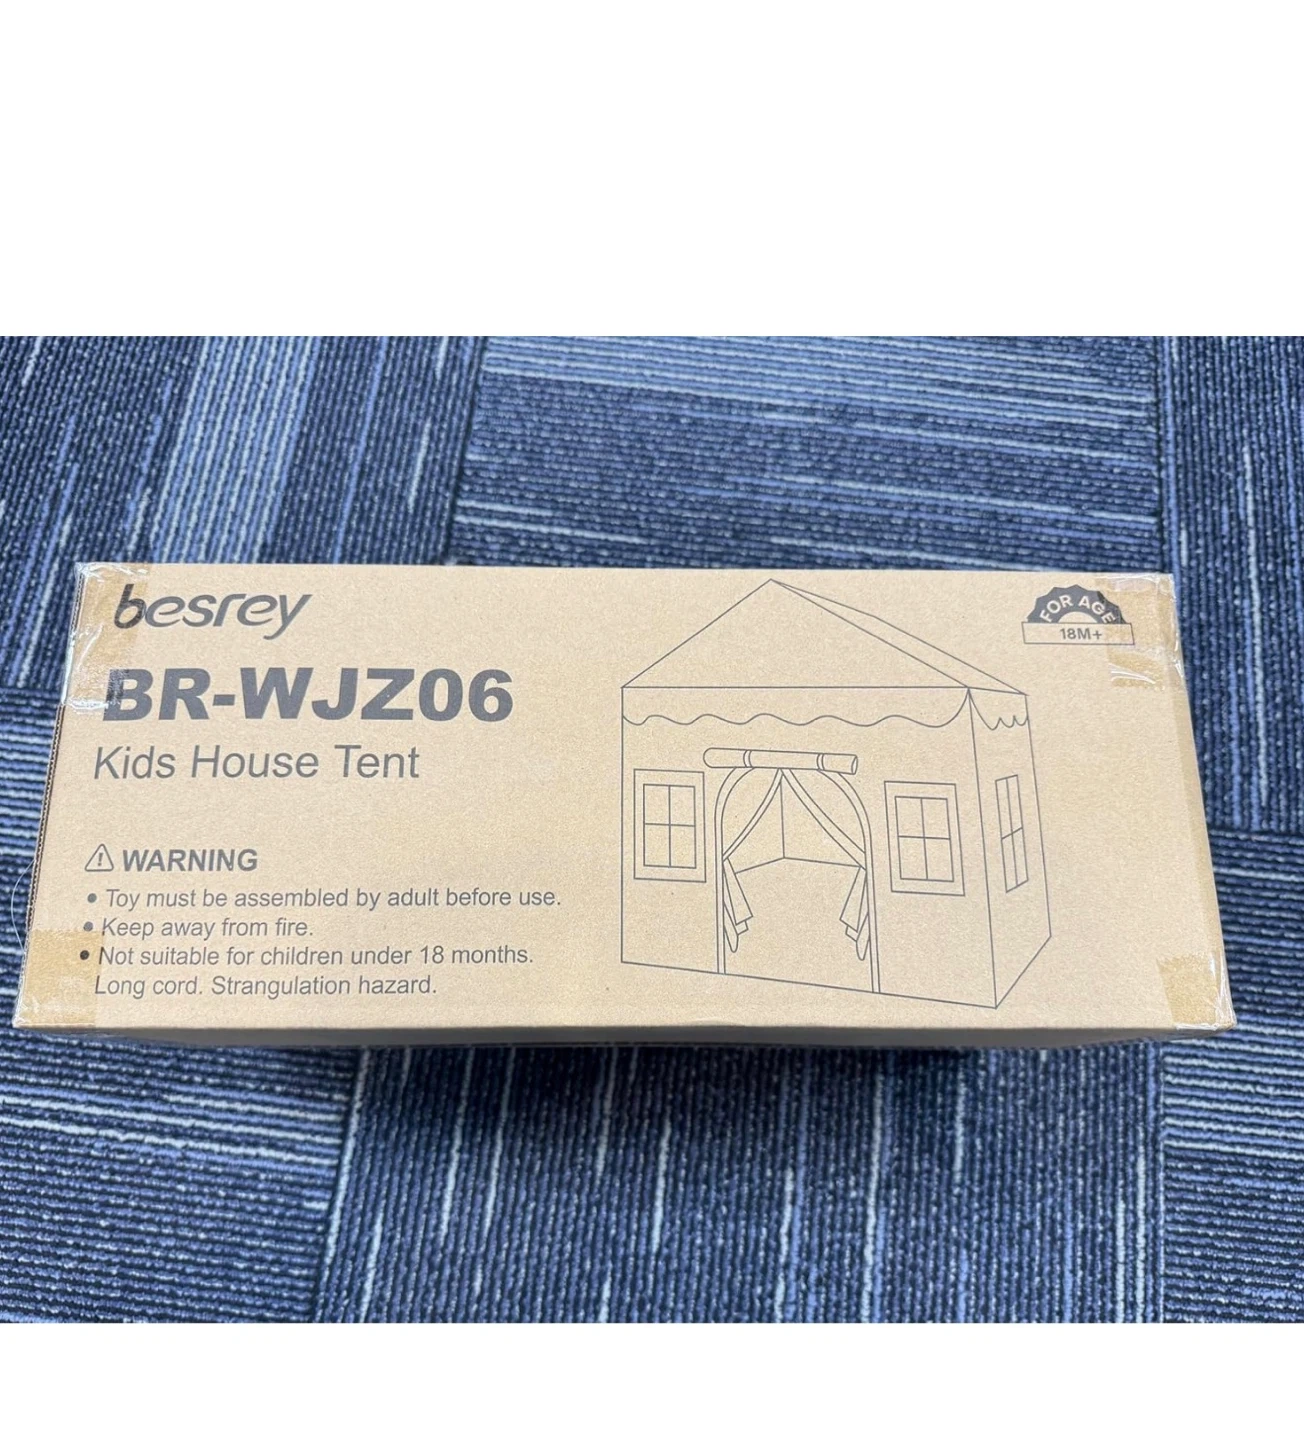 besrey
FOR AGE
18M+
BR-WJZ06
Kids House Tent
WARNING
• Toy must be assembled by adult before use.
• Keep away from fire.
• Not suitable for children under 18 months.
Long cord. Strangulation hazard.